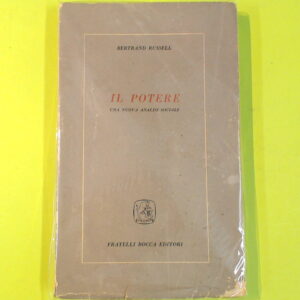 BERTRAND RUSSELL
IL POTERE
UNA NUOVA ANALISI SOCIALE
FRATELLI BOCCA EDITORI